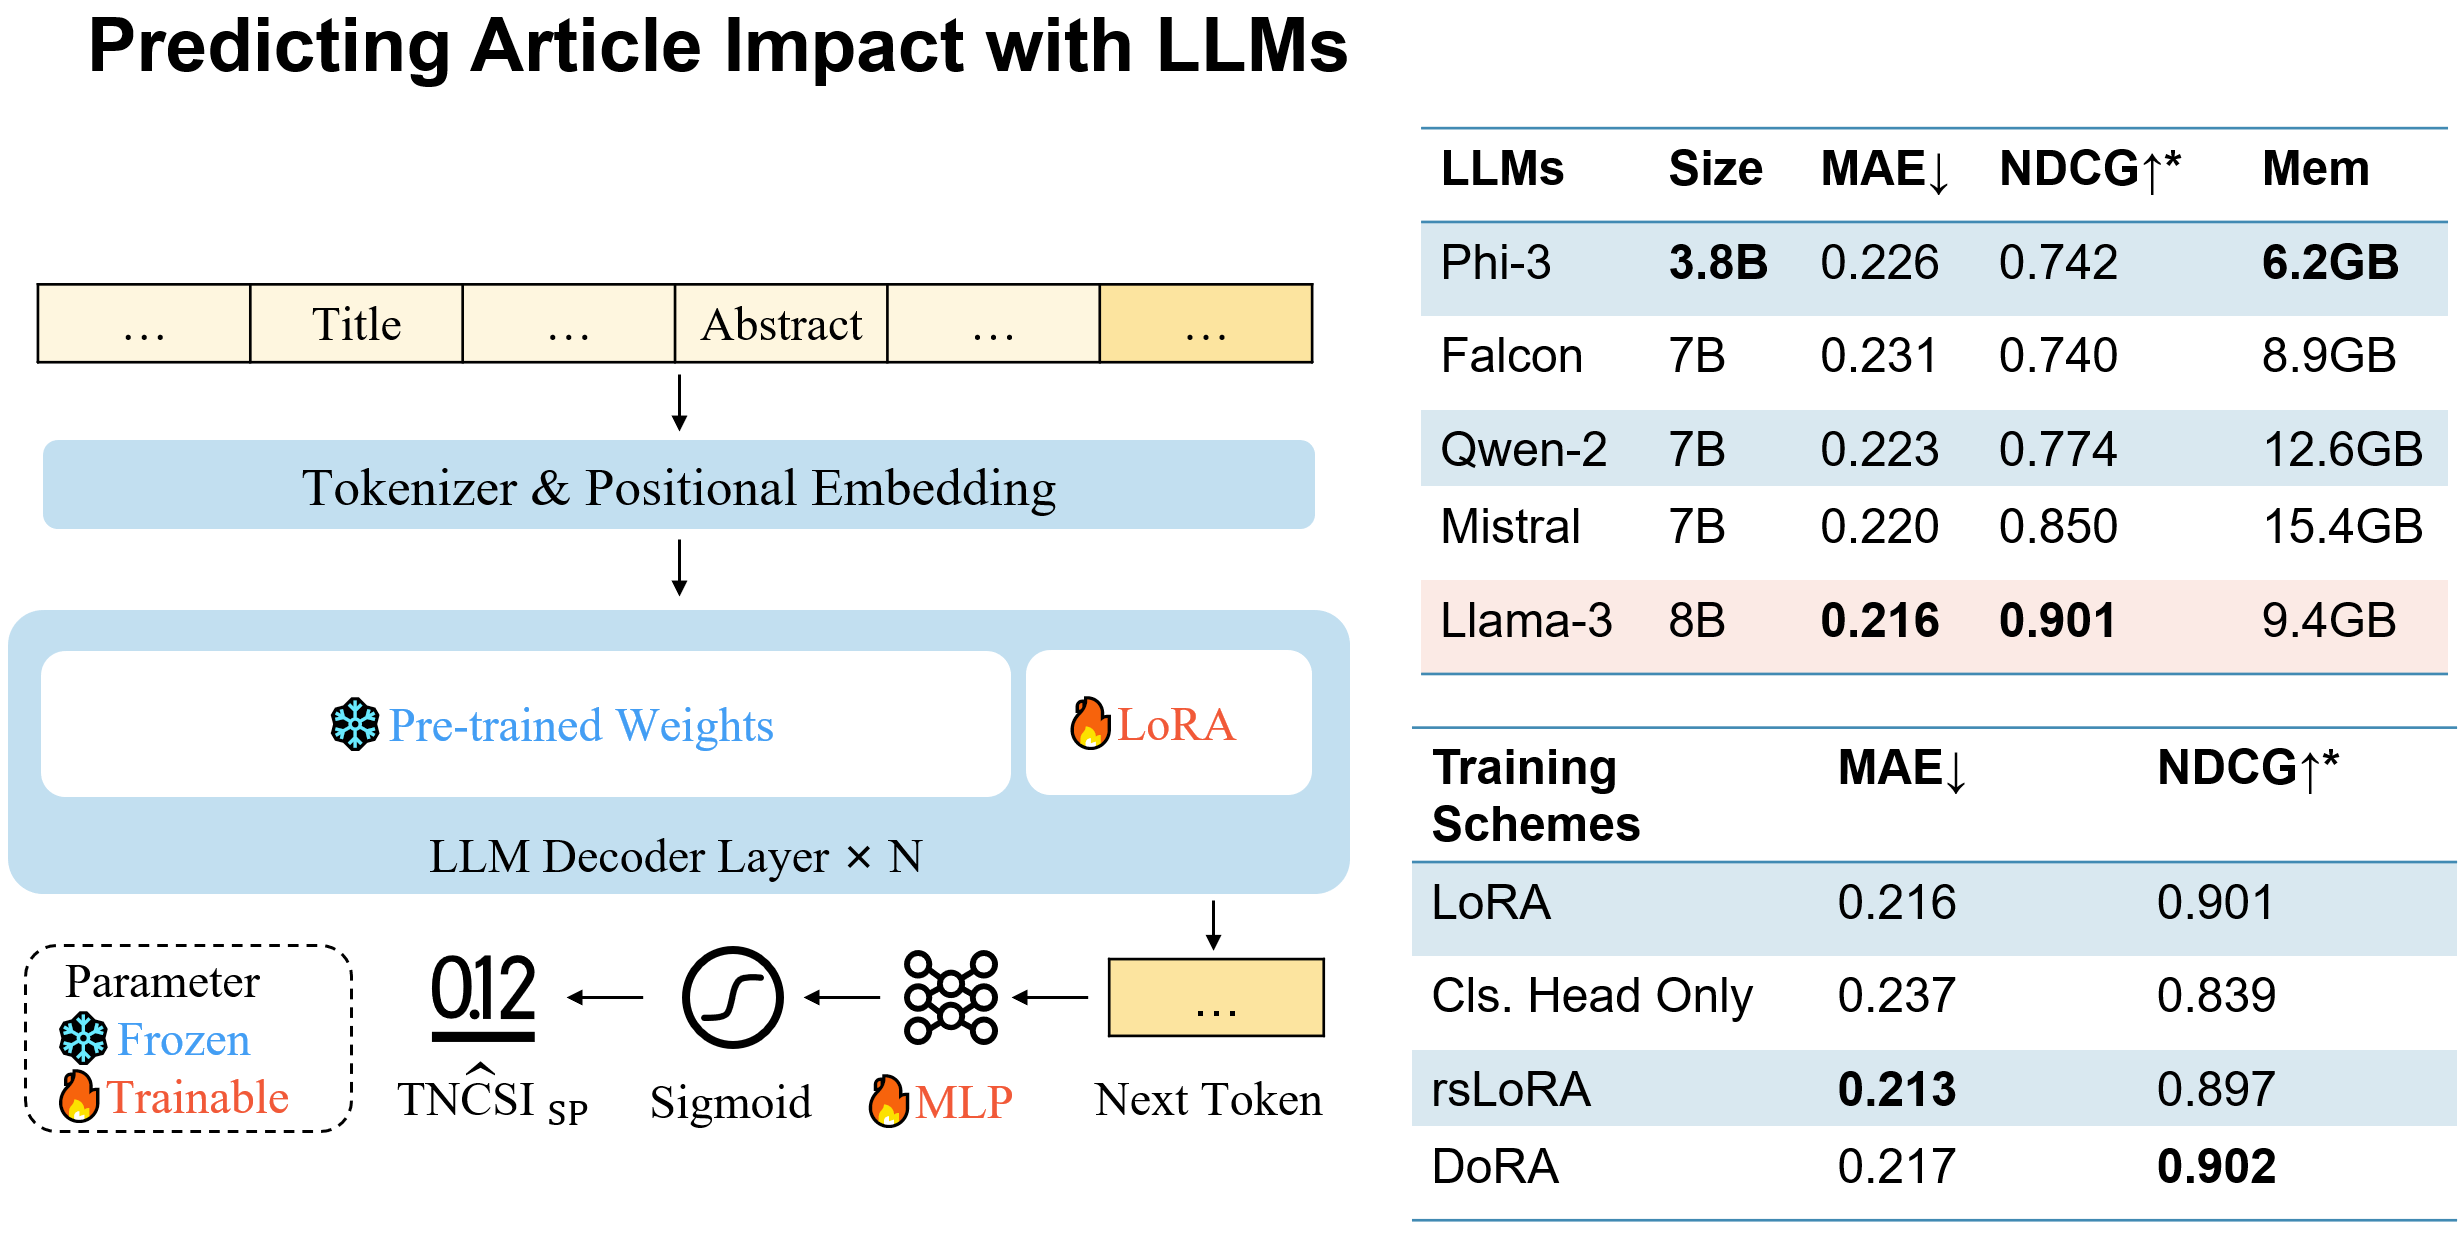 Predicting Article Impact with LLMs
… Title … Abstract … …
Tokenizer & Positional Embedding
Pre-trained Weights
LoRA
LLM Decoder Layer × N
Parameter
Frozen
Trainable
0.12
TNĈSI SP
Sigmoid
MLP
…
Next Token
LLMs Size MAE↓ NDCG↑* Mem
Phi-3 3.8B 0.226 0.742 6.2GB
Falcon 7B 0.231 0.740 8.9GB
Qwen-2 7B 0.223 0.774 12.6GB
Mistral 7B 0.220 0.850 15.4GB
Llama-3 8B 0.216 0.901 9.4GB
Training MAE↓ NDCG↑*
Schemes
LoRA 0.216 0.901
Cls. Head Only 0.237 0.839
rsLoRA 0.213 0.897
DoRA 0.217 0.902